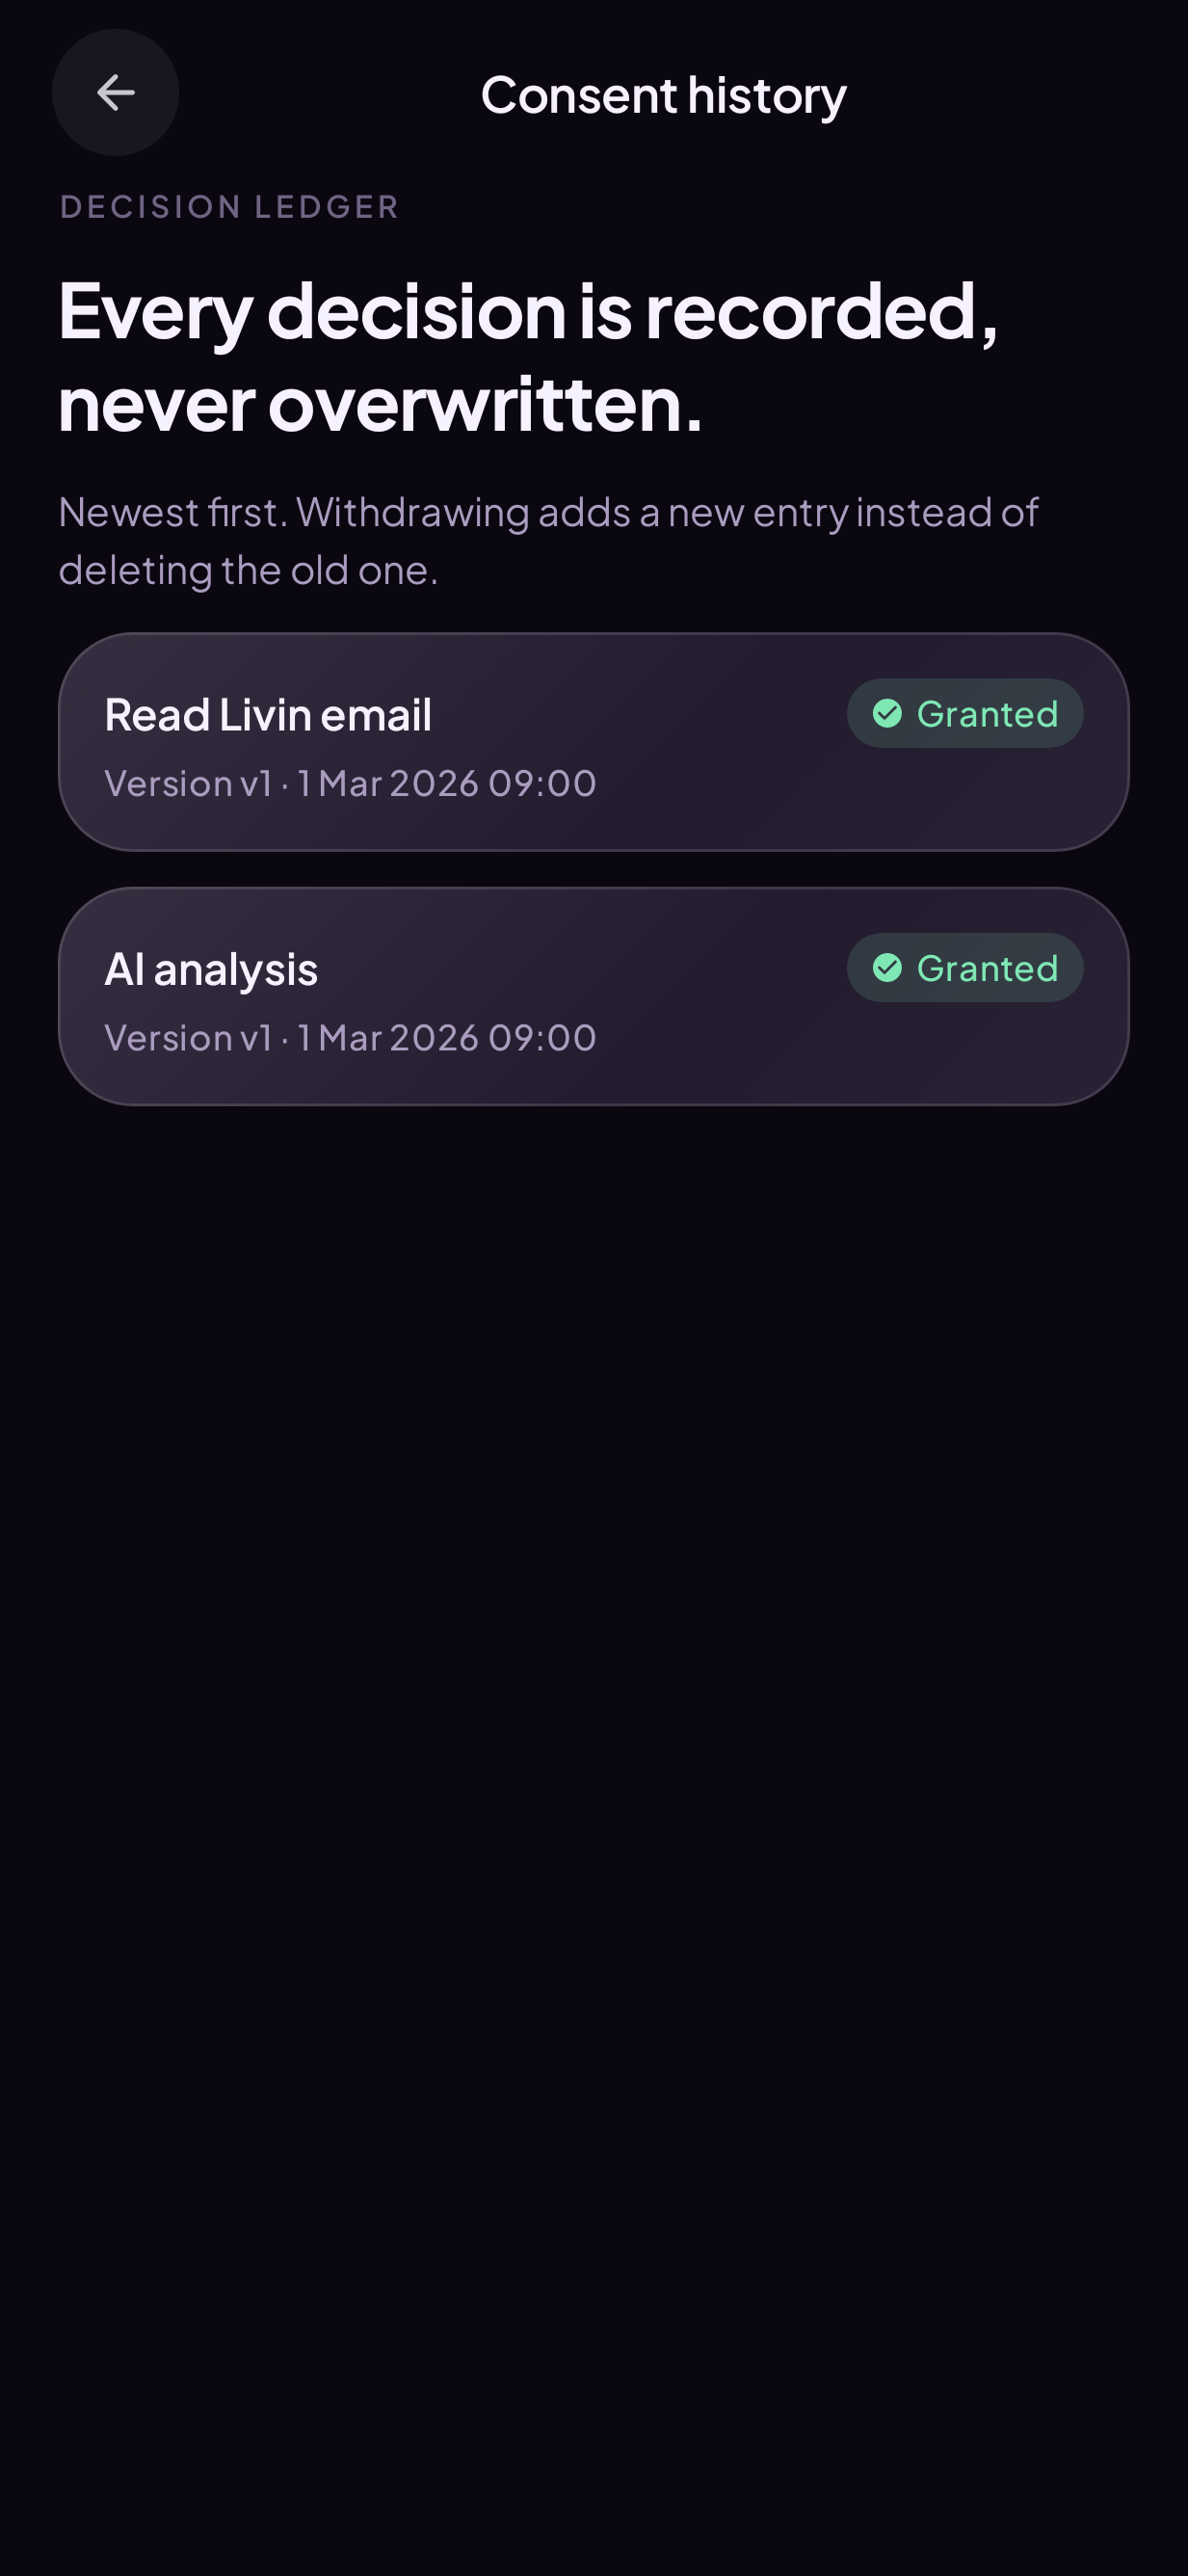 Consent history
DECISION LEDGER
Every decision is recorded,
never overwritten.
Newest first. Withdrawing adds a new entry instead of
deleting the old one.
Read Livin email
Granted
Version v1 · 1 Mar 2026 09:00
AI analysis
Granted
Version v1 · 1 Mar 2026 09:00